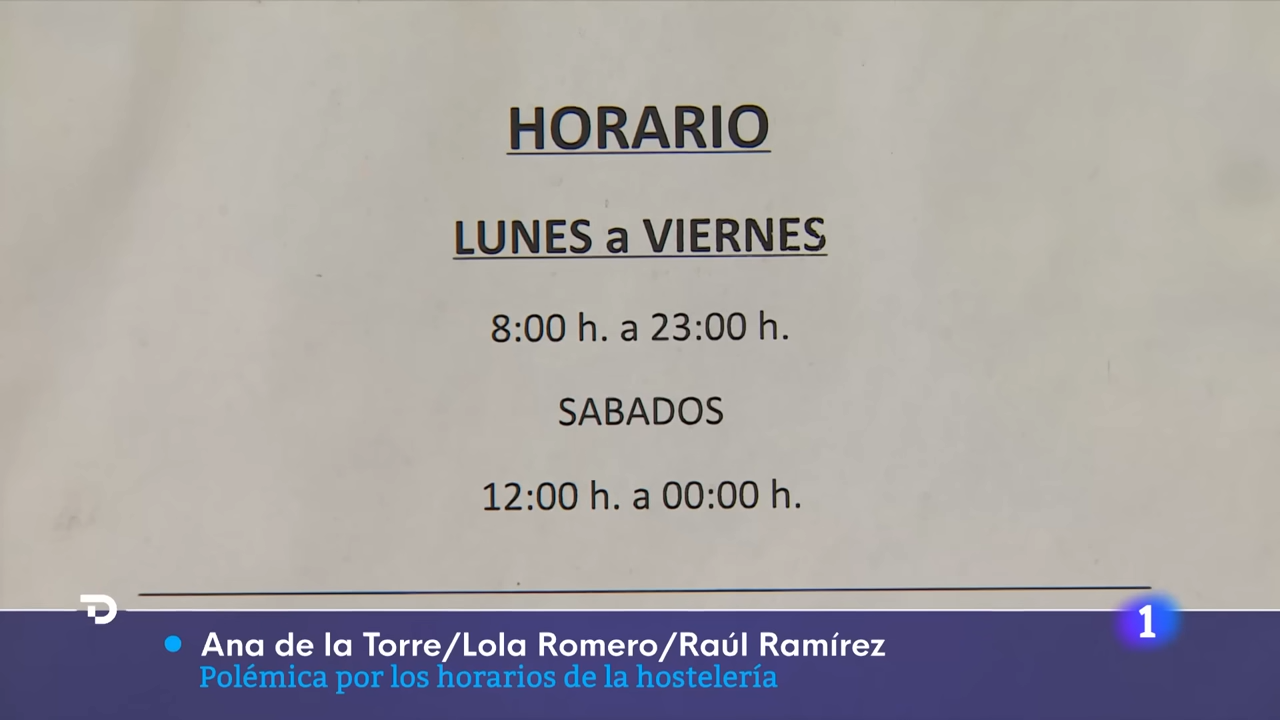 HORARIO
LUNES a VIERNES
8:00 h. a 23:00 h.
SABADOS
12:00 h. a 00:00 h.
Ana de la Torre/Lola Romero/Raúl Ramírez
Polémica por los horarios de la hostelería
1